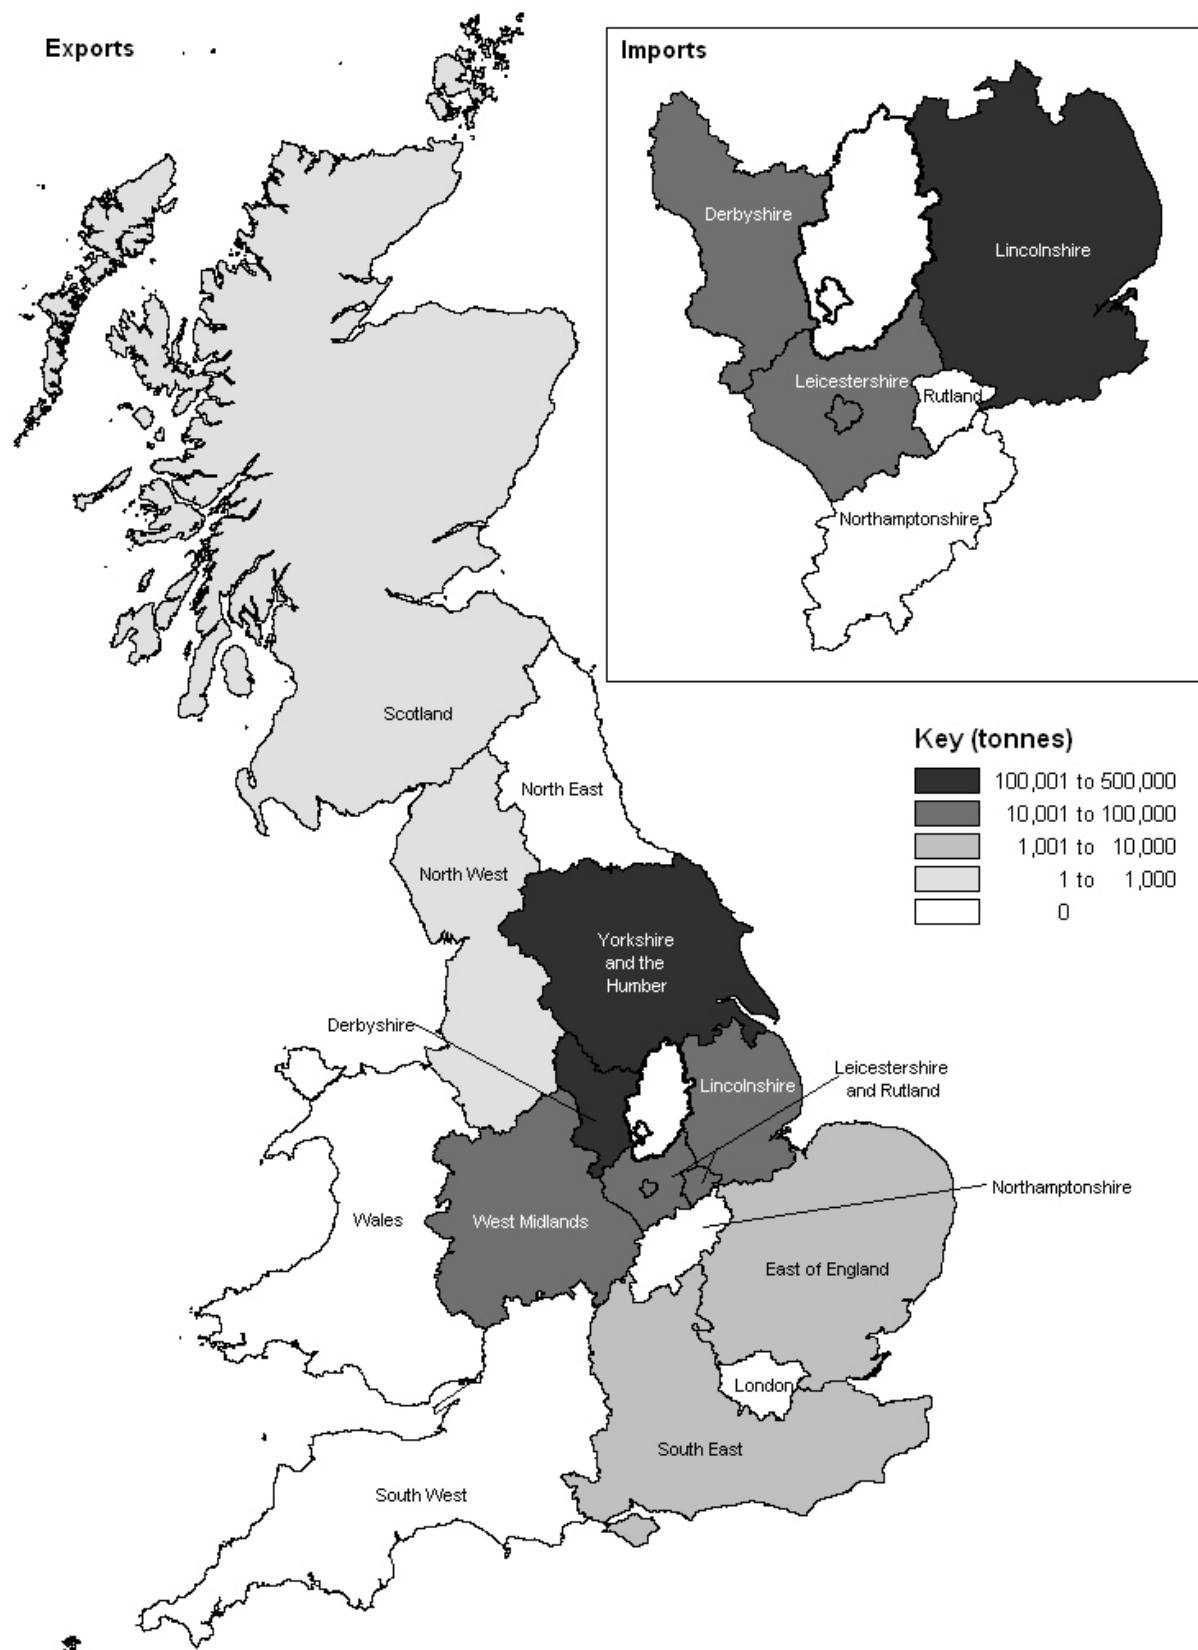 Exports
Imports
Derbyshire
Lincolnshire
Leicestershire
Rutland
Northamptonshire
Scotland
Key (tonnes)
100,001 to 500,000
10,001 to 100,000
1,001 to 10,000
1 to 1,000
0
North East
North West
Yorkshire
and the
Humber
Derbyshire
Lincolnshire
Leicestershire
and Rutland
Northamptonshire
Wales
West Midlands
East of England
London
South East
South West